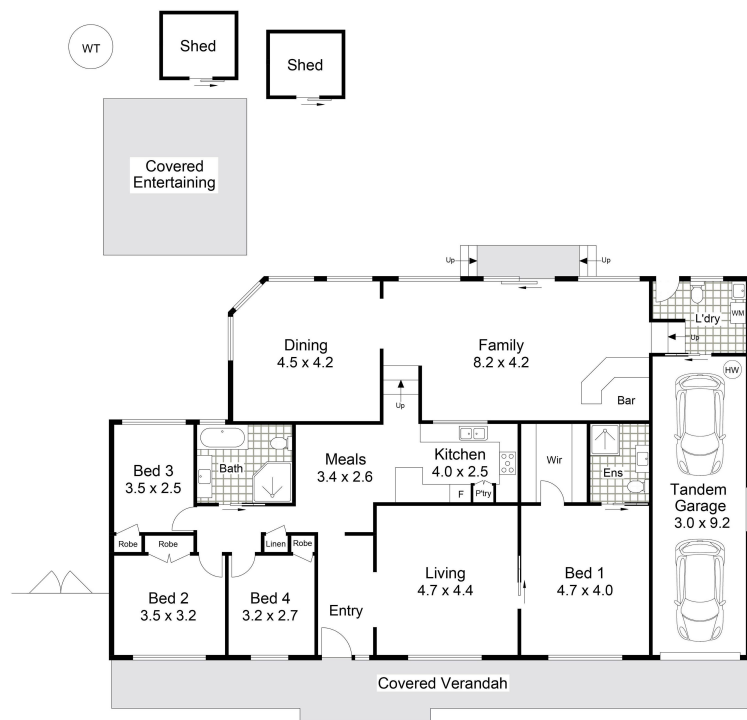 WT
Shed
Shed
Covered
Entertaining
Up
Up
Dining
4.5 x 4.2
Family
8.2 x 4.2
L'dry
WM
Up
Up
Bar
HW
Bed 3
3.5 x 2.5
Bath
Meals
3.4 x 2.6
Kitchen
4.0 x 2.5
F
P'try
Wir
Ens
Tandem
Garage
3.0 x 9.2
Robe
Robe
Linen
Robe
Bed 2
3.5 x 3.2
Bed 4
3.2 x 2.7
Entry
Living
4.7 x 4.4
Bed 1
4.7 x 4.0
Covered Verandah